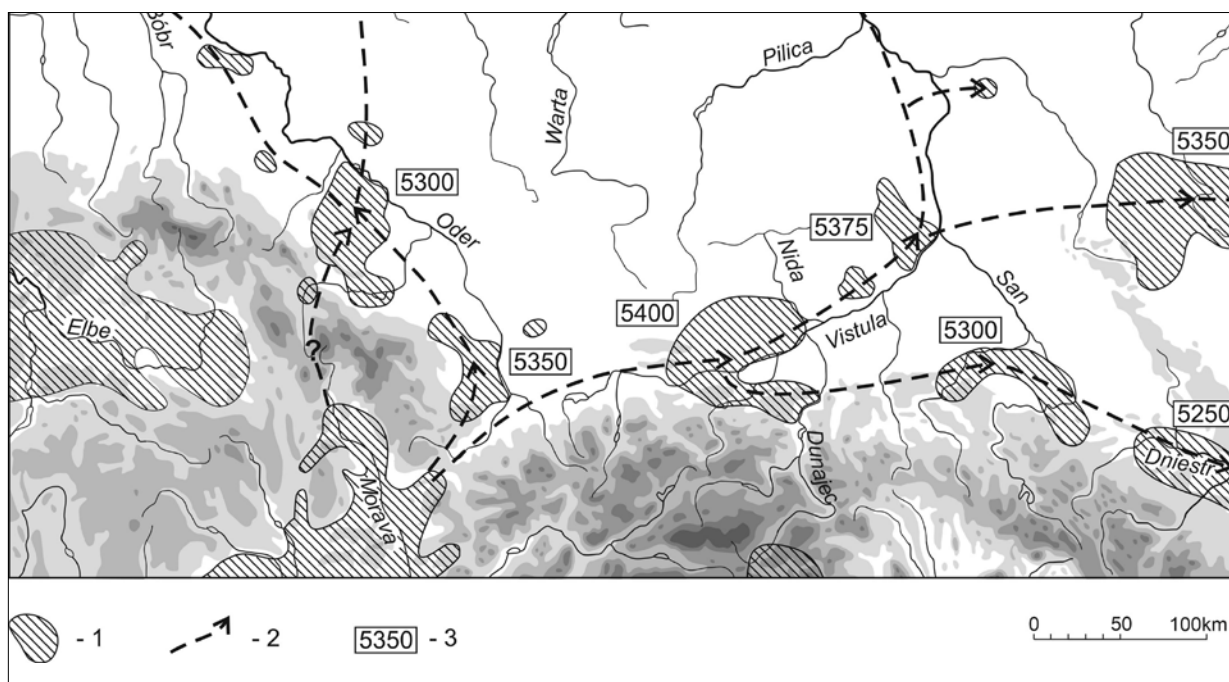 Bóbr
Pilica
Warta
5350
5300
Oder
5375
Nida
San
5400
Elbe
Vistula
5300
?
5350
5250
Dniestr
Morava
Dunajec
- 1
- 2
5350 - 3
0 50 100km